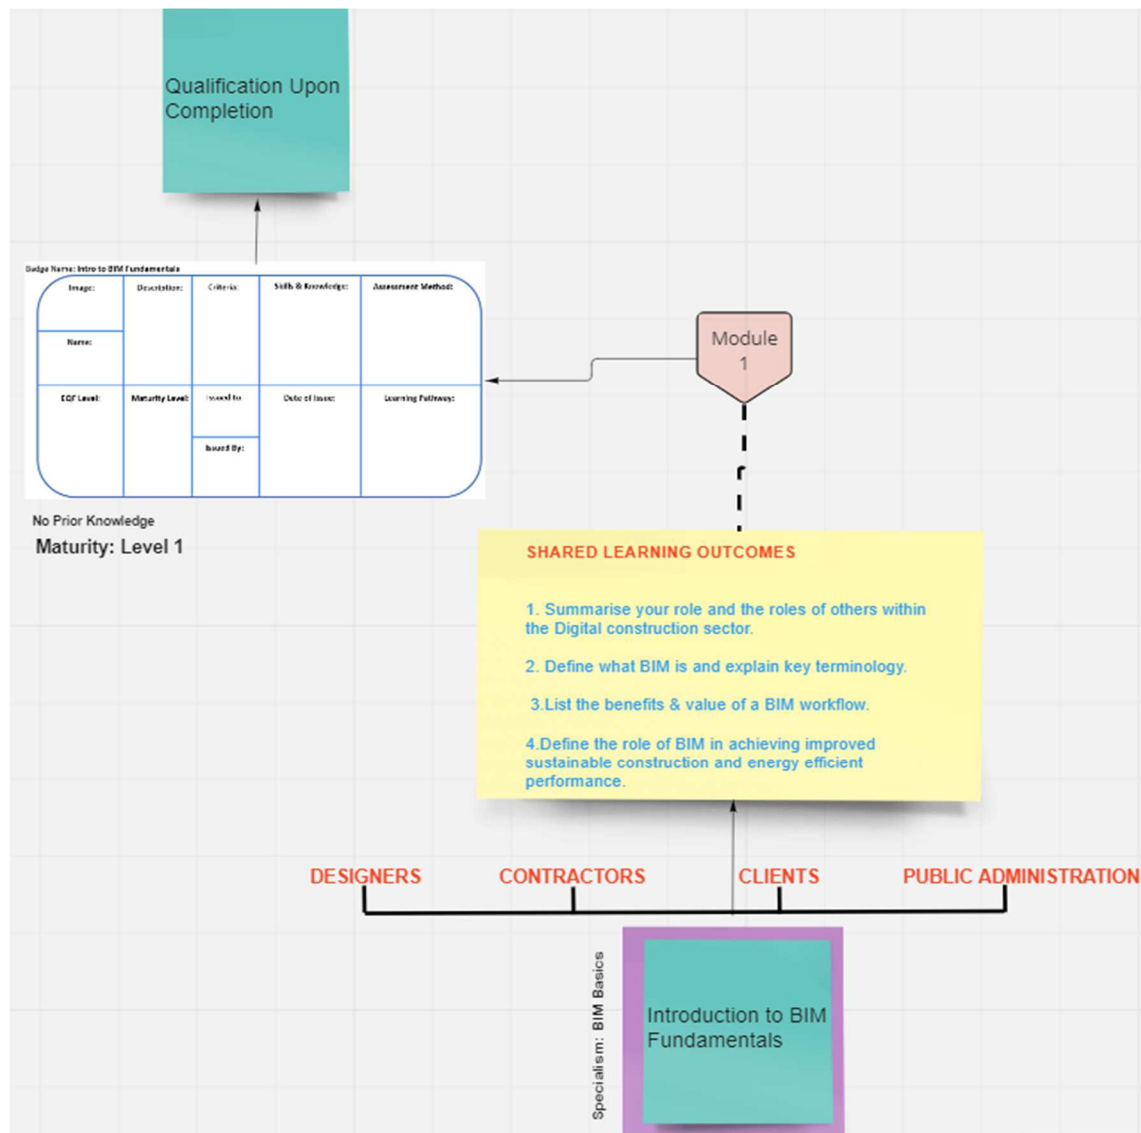 Qualification Upon
Completion
Badge Name: Intro to BIM Fundamentals
Image:
Description:
Criteria:
Skills & Knowledge:
Assessment Method:
Name:
EQF Level:
Maturity Level:
Issued to:
Date of Issue:
Learning Pathway:
Issued By:
No Prior Knowledge
Maturity: Level 1
Module
1
SHARED LEARNING OUTCOMES
1. Summarise your role and the roles of others within
the Digital construction sector.
2. Define what BIM is and explain key terminology.
3.List the benefits & value of a BIM workflow.
4.Define the role of BIM in achieving improved
sustainable construction and energy efficient
performance.
DESIGNERS
CONTRACTORS
CLIENTS
PUBLIC ADMINISTRATION
Specialism: BIM Basics
Introduction to BIM
Fundamentals